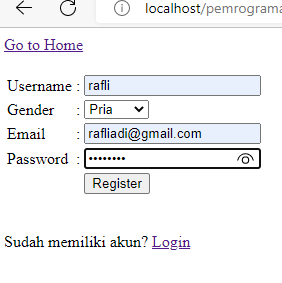 localhost/pemrograma
Go to Home
Username : rafli
Gender : Pria
Email : rafliadi@gmail.com
Password : ••••••••
Register
Sudah memiliki akun? Login